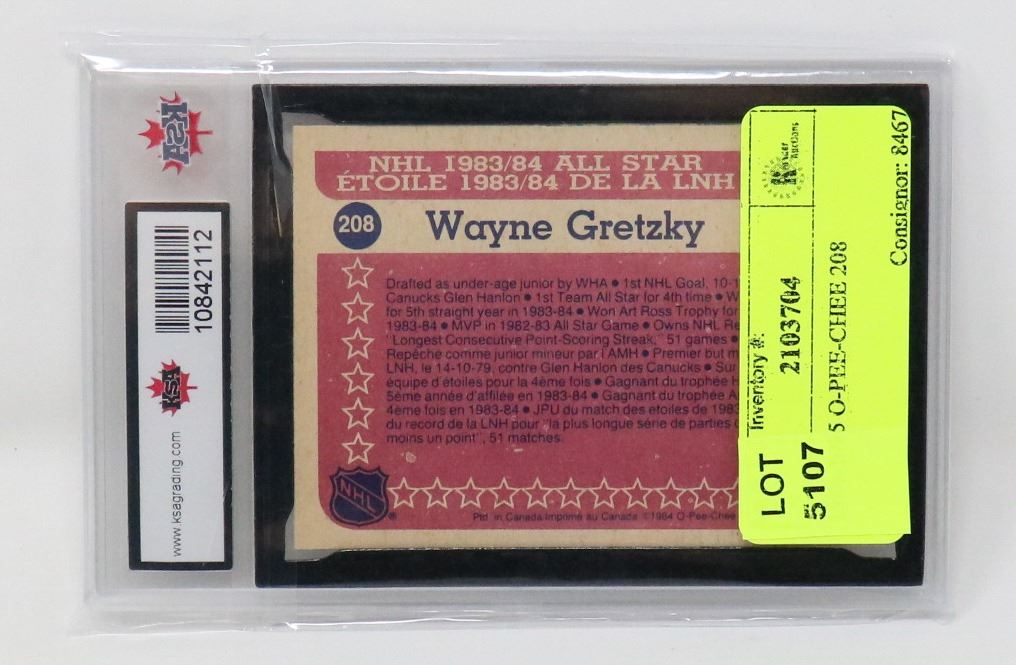 KSA
10842112
KSA
www.ksagrading.com
NHL 1983/84 ALL STAR
ÉTOILE 1983/84 DE LA LNH
208 Wayne Gretzky
Drafted as under-age junior by WHA ● 1st NHL Goal, 10-1
Canucks Glen Hanlon ● 1st Team All Star for 4th time ● W
for 5th straight year in 1983-84 ● Won Art Ross Trophy for
1983-84 ● MVP in 1982-83 All Star Game ● Owns NHL Re
"Longest Consecutive Point-Scoring Streak," 51 games ●
Repêché comme junior mineur par l'AMH ● Premier but m
LNH, le 14-10-79, contre Glen Hanlon des Canucks ● Sur
équipe d'étoiles pour la 4ème fois ● Gagnant du trophée H
5ème année d'affilée en 1983-84 ● Gagnant du trophée A
4ème fois en 1983-84 ● JPU du match des etoiles de 1983
du record de la LNH pour "la plus longue série de parties
moins un point", 51 matches.
NHL
Ptd. in Canada Imprimé au Canada ©1984 O-Pee-Chee
LOT
5107
Inventory #:
2103704
5 O-PEE-CHEE 208
Consignor: 8467